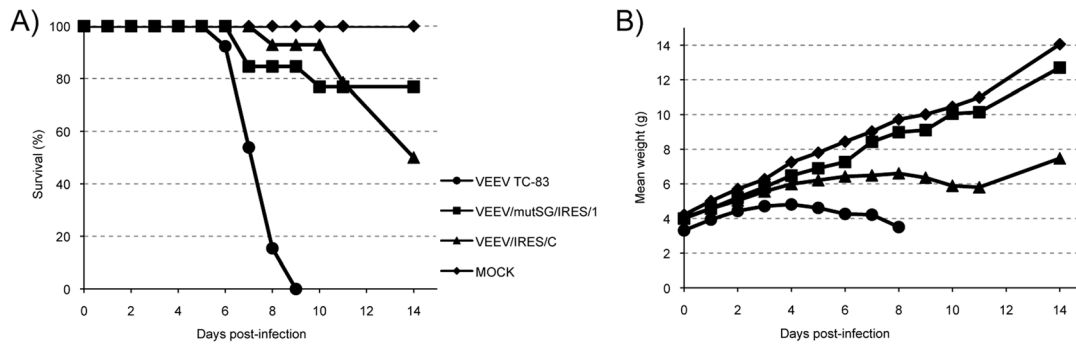 A)
Survival (%)
100
80
60
40
20
0
0 2 4 6 8 10 12 14
Days post-infection
VEEV TC-83
VEEV/mutSG/IRES/1
VEEV/IRES/C
MOCK
B)
Mean weight (g)
14
12
10
8
6
4
2
0
0 2 4 6 8 10 12 14
Days post-infection